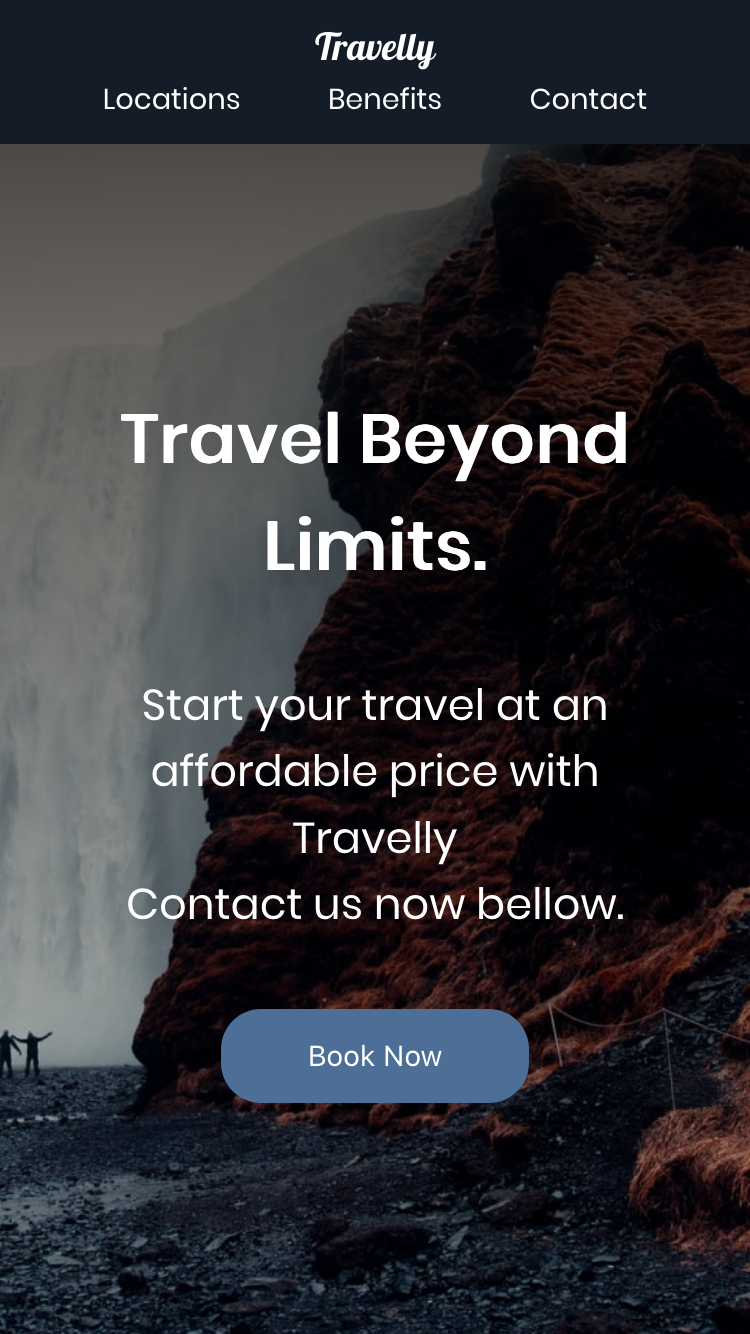 Travelly
Locations Benefits Contact
Travel Beyond
Limits.
Start your travel at an
affordable price with
Travelly
Contact us now bellow.
Book Now